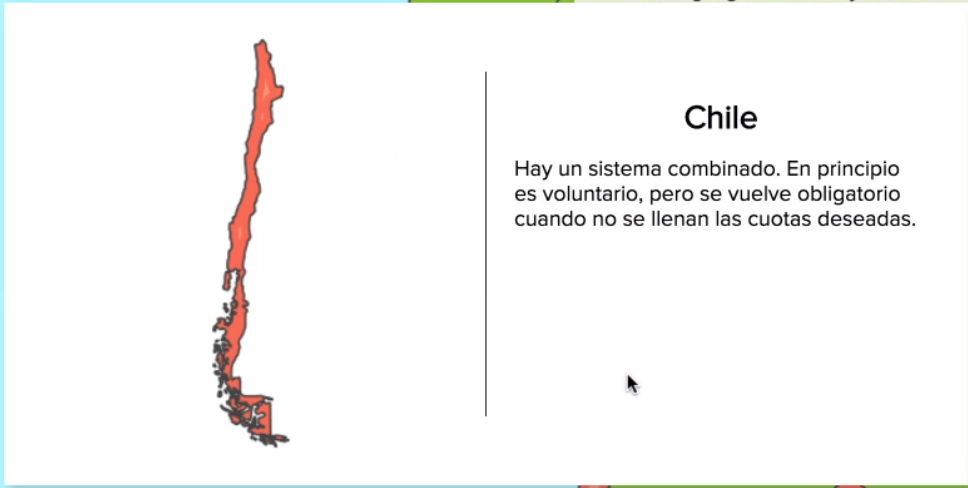 Chile
Hay un sistema combinado. En principio
es voluntario, pero se vuelve obligatorio
cuando no se llenan las cuotas deseadas.